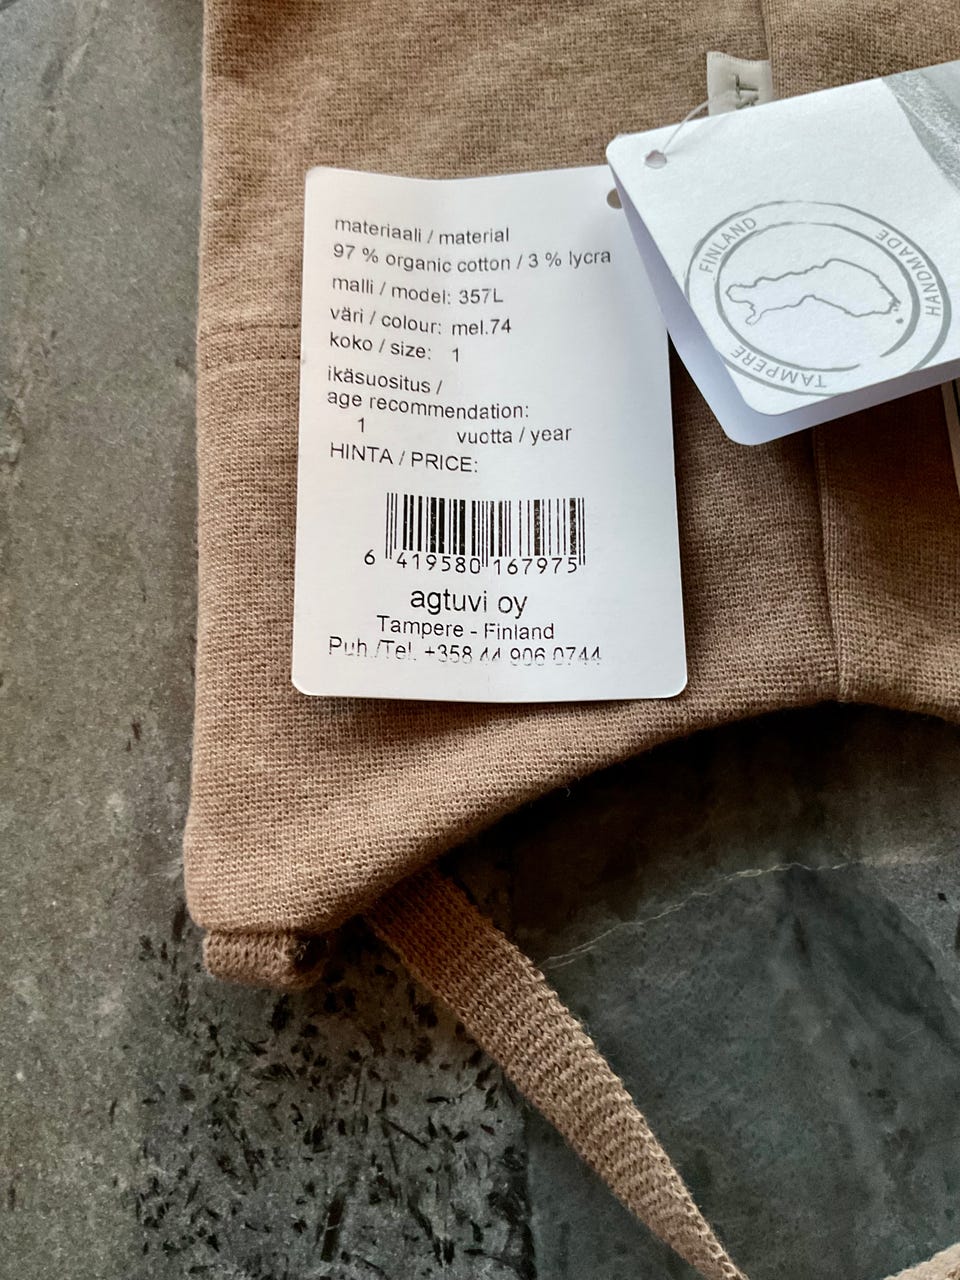 materiaali / material
97 % organic cotton / 3 % lycra
malli / model: 357L
väri / colour: mel.74
koko / size: 1
ikäsuositus /
age recommendation:
1 vuotta / year
HINTA / PRICE:
6 419580 167975
agtuvi oy
Tampere - Finland
Puh./Tel. +358 44 906 0744
FINLAND
HANDMADE
TAMPERE